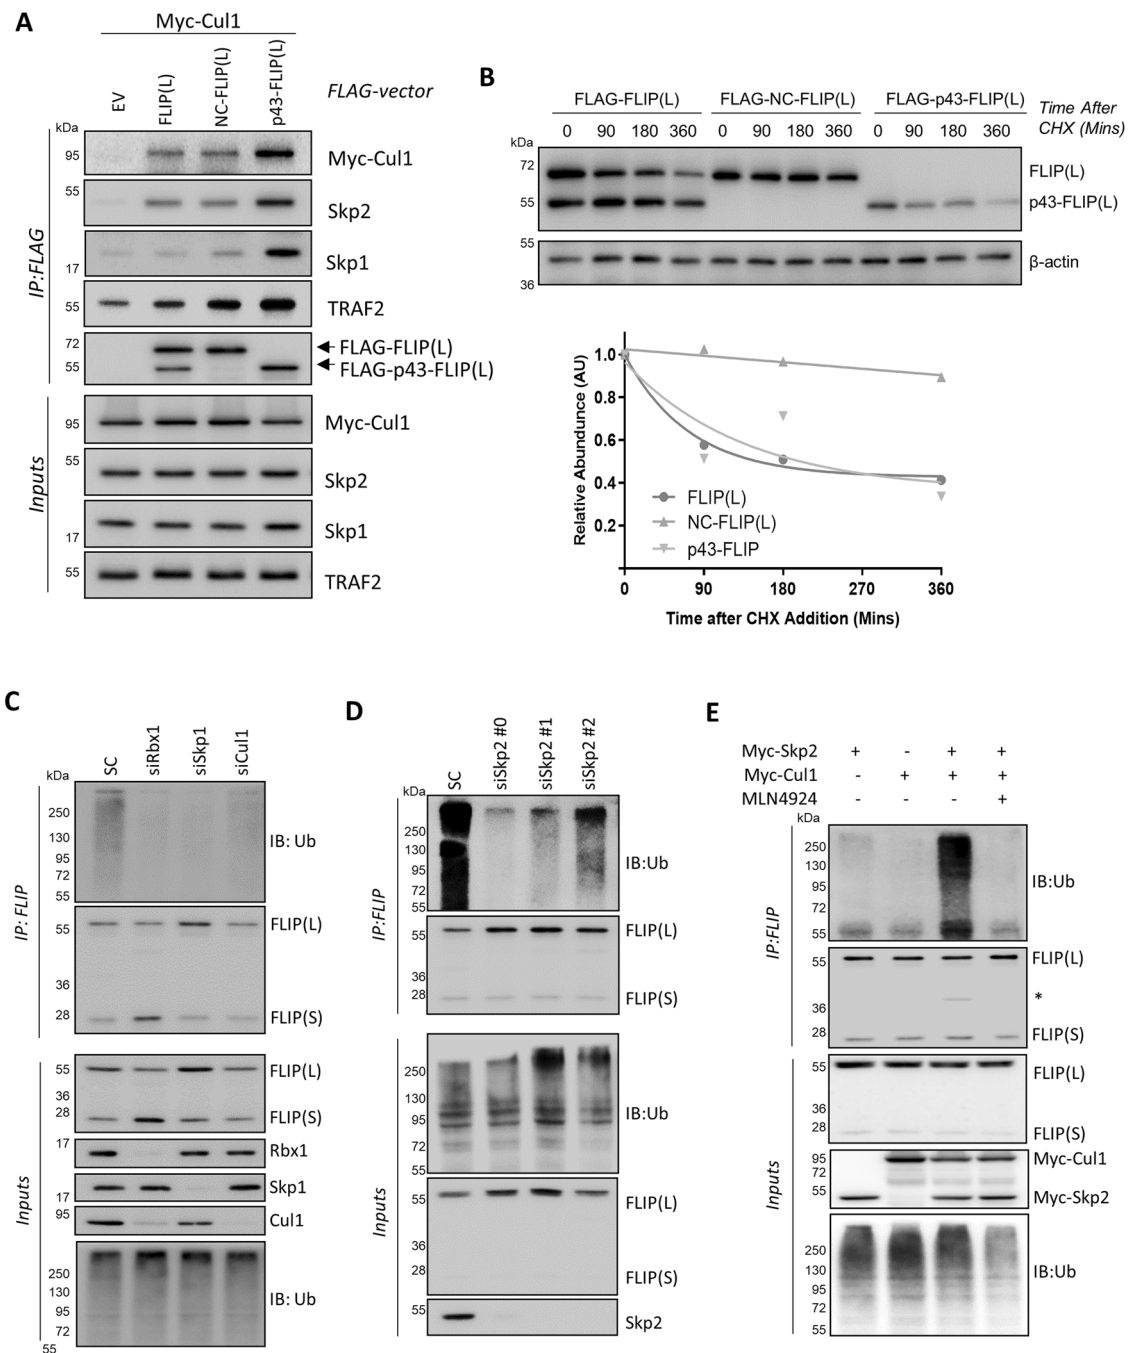 A
Myc-Cul1
EV
FLIP(L)
NC-FLIP(L)
p43-FLIP(L)
FLAG-vector
kDa
IP:FLAG
95
Myc-Cul1
55
Skp2
17
Skp1
55
TRAF2
72
FLAG-FLIP(L)
55
FLAG-p43-FLIP(L)
Inputs
95
Myc-Cul1
55
Skp2
17
Skp1
55
TRAF2
B
FLAG-FLIP(L) FLAG-NC-FLIP(L) FLAG-p43-FLIP(L)
Time After
CHX (Mins)
0 90 180 360 0 90 180 360 0 90 180 360
kDa
72
FLIP(L)
55
p43-FLIP(L)
55
β-actin
36
Relative Abundance (AU)
1.0
0.8
0.6
0.4
0.2
FLIP(L)
NC-FLIP(L)
p43-FLIP
0 90 180 270 360
Time after CHX Addition (Mins)
C
SC
siRbx1
siSkp1
siCul1
kDa
IP: FLIP
250
130
95
72
55
IB: Ub
FLIP(L)
55
36
28
FLIP(S)
Inputs
55
FLIP(L)
36
28
FLIP(S)
17
Rbx1
Skp1
17
95
Cul1
250
130
95
72
55
IB: Ub
D
SC
siSkp2 #0
siSkp2 #1
siSkp2 #2
kDa
IP:FLIP
250
130
95
72
55
IB:Ub
55
FLIP(L)
36
28
FLIP(S)
Inputs
250
130
95
72
55
IB:Ub
55
FLIP(L)
36
28
FLIP(S)
55
Skp2
E
Myc-Skp2 + - + +
Myc-Cul1 - + + +
MLN4924 - - - +
kDa
IP:FLIP
250
130
95
72
55
IB:Ub
55
FLIP(L)
36
*
28
FLIP(S)
Inputs
55
FLIP(L)
36
28
FLIP(S)
95
Myc-Cul1
72
55
Myc-Skp2
250
130
95
72
55
IB:Ub